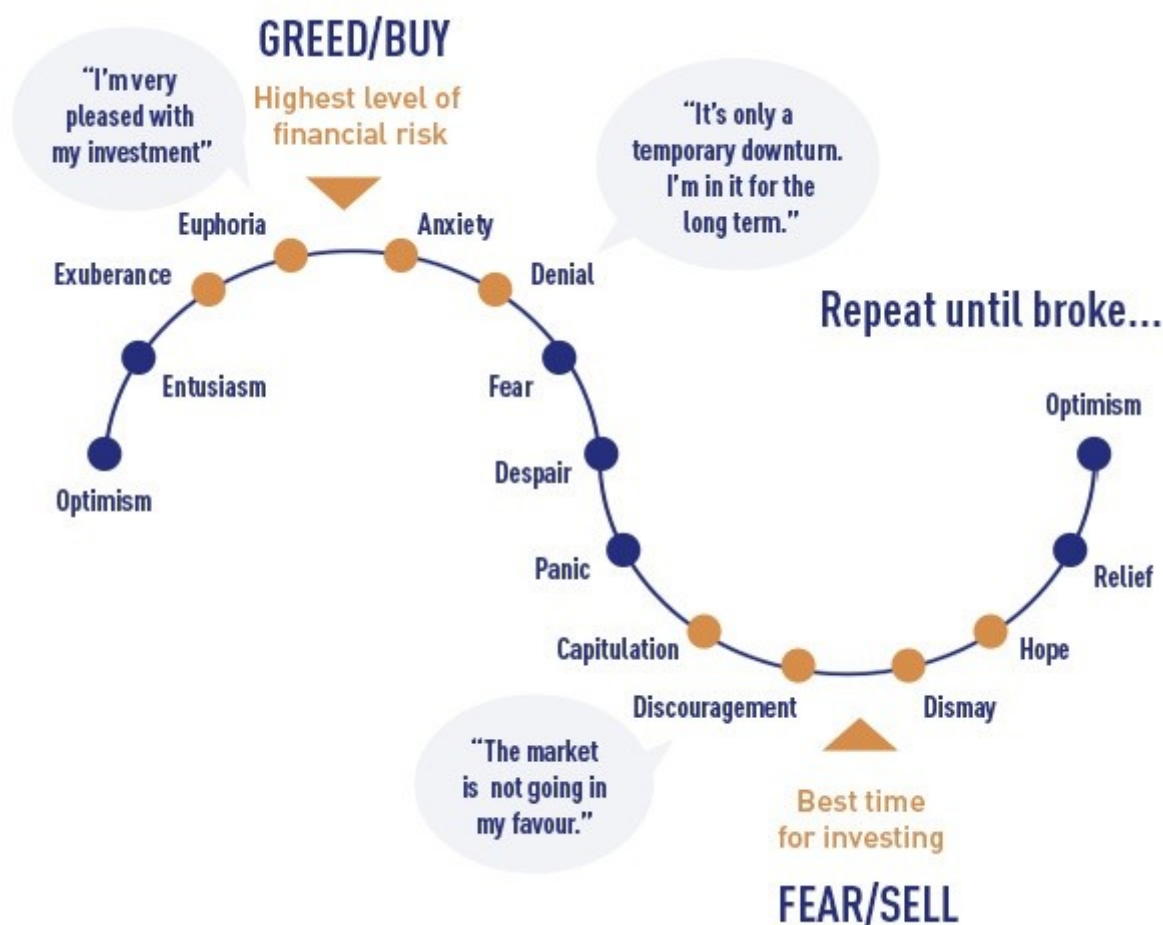 GREED/BUY
“I’m very
pleased with
my investment”
Highest level of
financial risk
“It’s only a
temporary downturn.
I’m in it for the
long term.”
Euphoria
Anxiety
Exuberance
Denial
Repeat until broke...
Entusiasm
Fear
Optimism
Despair
Optimism
Panic
Relief
Capitulation
Hope
Discouragement
Dismay
“The market
is not going in
my favour.”
Best time
for investing
FEAR/SELL